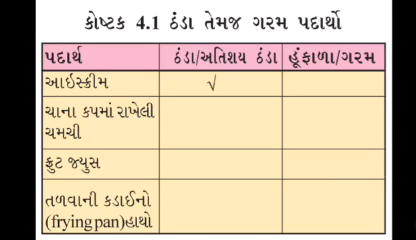 કોષ્ટક 4.1 ઠંડા તેમજ ગરમ પદાર્થો
પદાર્થ ઠંડા/અતિશય ઠંડા હૂંફાળા/ગરમ
આઇસ્ક્રીમ √
ચાના કપમાં રાખેલી
ચમચી
ફ્રુટ જ્યુસ
તળવાની કડાઈનો
(frying pan)હાથો